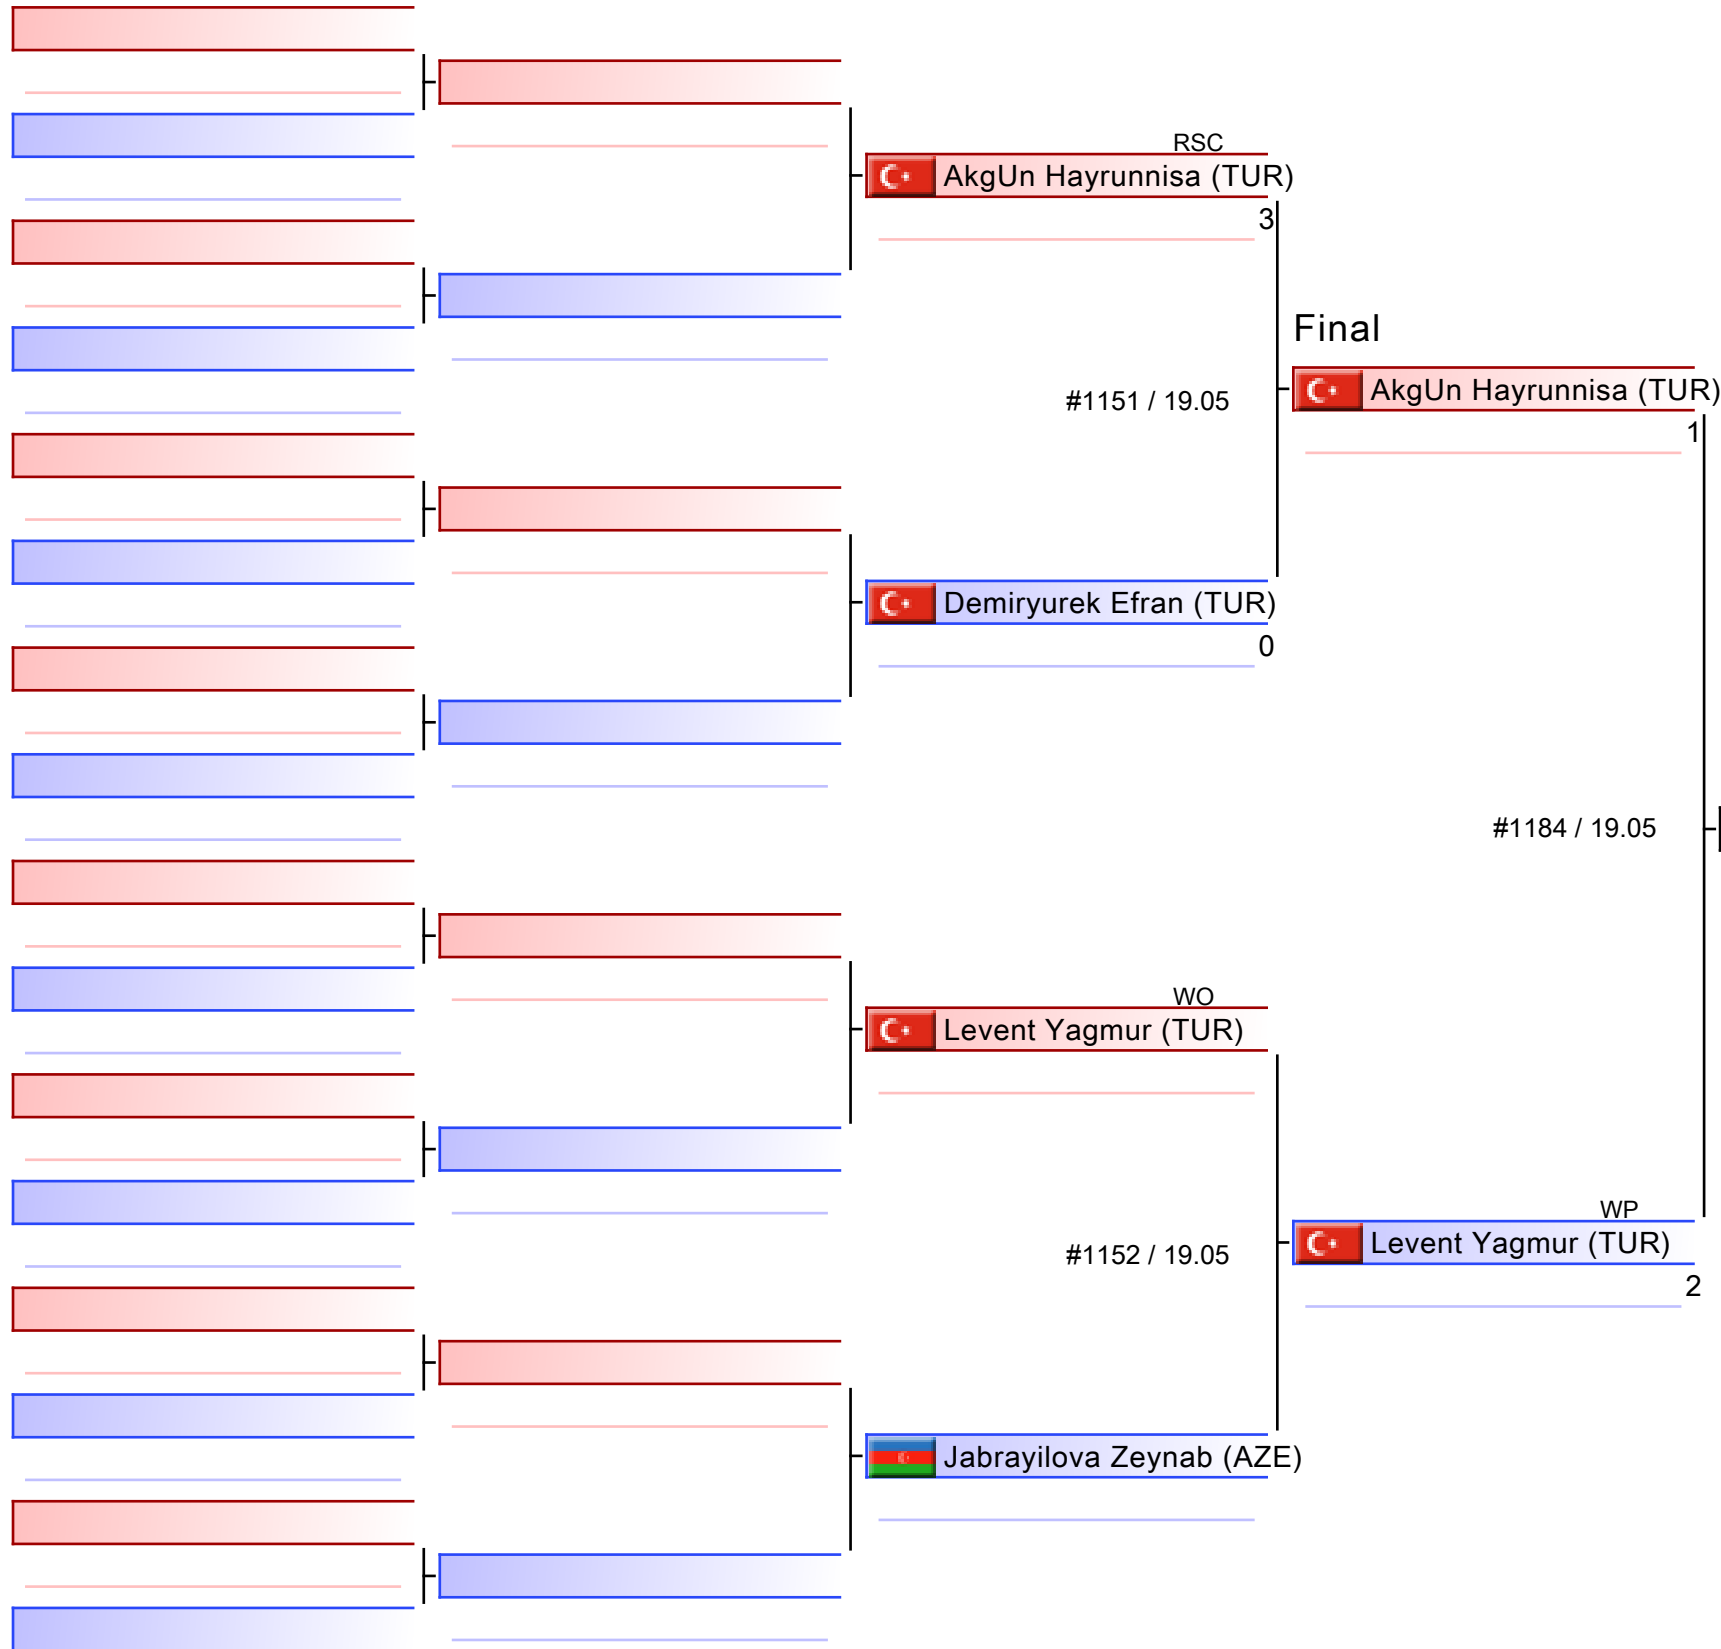 RSC
AkgUn Hayrunnisa (TUR)
3
Final
#1151 / 19.05
AkgUn Hayrunnisa (TUR)
1
Demiryurek Efran (TUR)
0
#1184 / 19.05
WO
Levent Yagmur (TUR)
WP
#1152 / 19.05
Levent Yagmur (TUR)
2
Jabrayilova Zeynab (AZE)